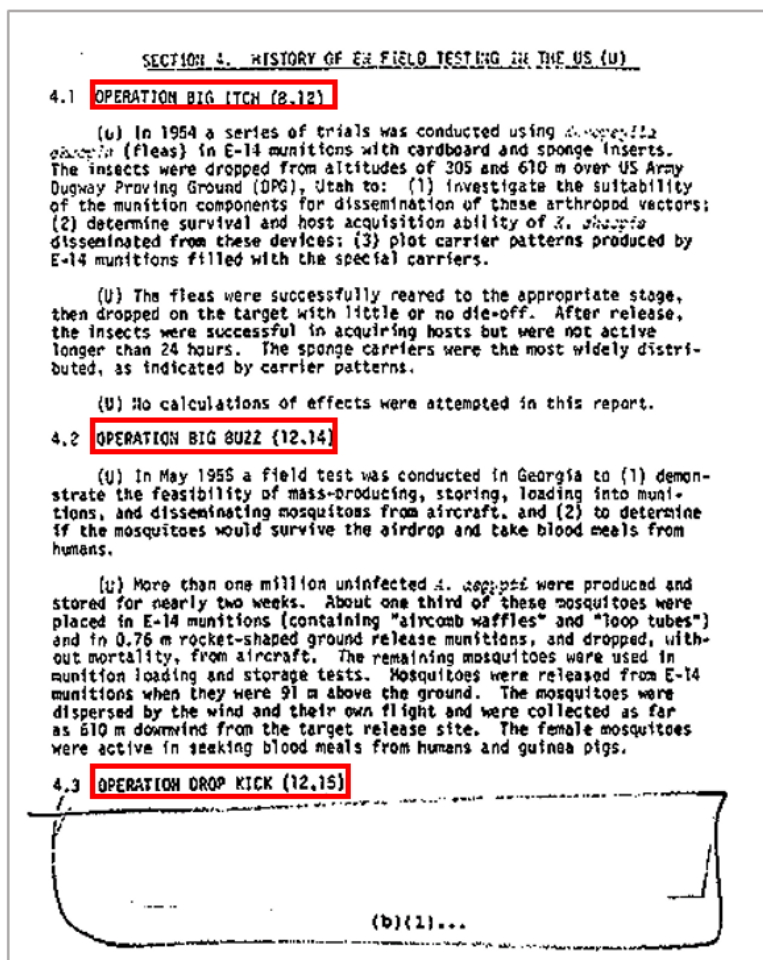 SECTION 4. HISTORY OF EW FIELD TESTING IN THE US (U)
4.1 OPERATION BIG ITCH (8,12)
(U) In 1954 a series of trials was conducted using
(fleas) in E-14 munitions with cardboard and sponge inserts.
The insects were dropped from altitudes of 305 and 610 m over US Army
Dugway Proving Ground (DPG), Utah to: (1) investigate the suitability
of the munition components for dissemination of these arthropod vectors;
(2) determine survival and host acquisition ability of X. cheopis
disseminated from these devices; (3) plot carrier patterns produced by
E-14 munitions filled with the special carriers.
(U) The fleas were successfully reared to the appropriate stage,
then dropped on the target with little or no die-off. After release,
the insects were successful in acquiring hosts but were not active
longer than 24 hours. The sponge carriers were the most widely distri-
buted, as indicated by carrier patterns.
(U) No calculations of effects were attempted in this report.
4.2 OPERATION BIG BUZZ (12,14)
(U) In May 1955 a field test was conducted in Georgia to (1) demon-
strate the feasibility of mass-producing, storing, loading into muni-
tions, and disseminating mosquitoes from aircraft, and (2) to determine
if the mosquitoes would survive the airdrop and take blood meals from
humans.
(U) More than one million uninfected A. aegypti were produced and
stored for nearly two weeks. About one third of these mosquitoes were
placed in E-14 munitions (containing "aircomb waffles" and "loop tubes")
and in 0.76 m rocket-shaped ground release munitions, and dropped, with-
out mortality, from aircraft. The remaining mosquitoes were used in
munition loading and storage tests. Mosquitoes were released from E-14
munitions when they were 91 m above the ground. The mosquitoes were
dispersed by the wind and their own flight and were collected as far
as 610 m downwind from the target release site. The female mosquitoes
were active in seeking blood meals from humans and guinea pigs.
4.3 OPERATION DROP KICK (12,15)
(b)(1)...